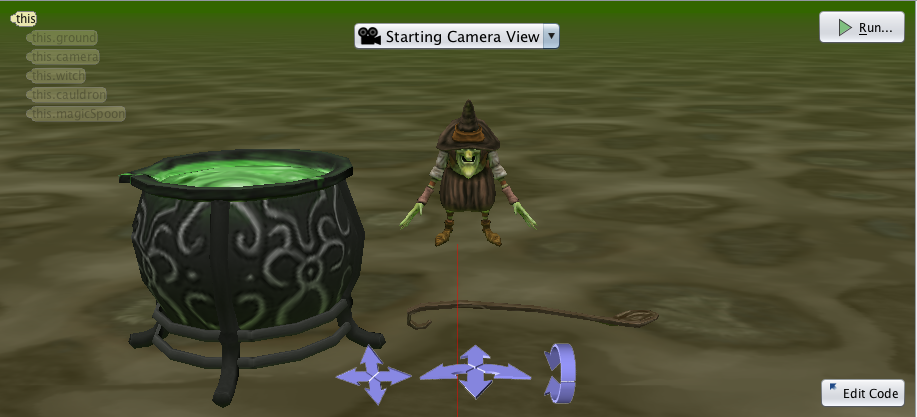 this
this.ground
this.camera
this.witch
this.cauldron
this.magicSpoon
Starting Camera View
Run...
Edit Code